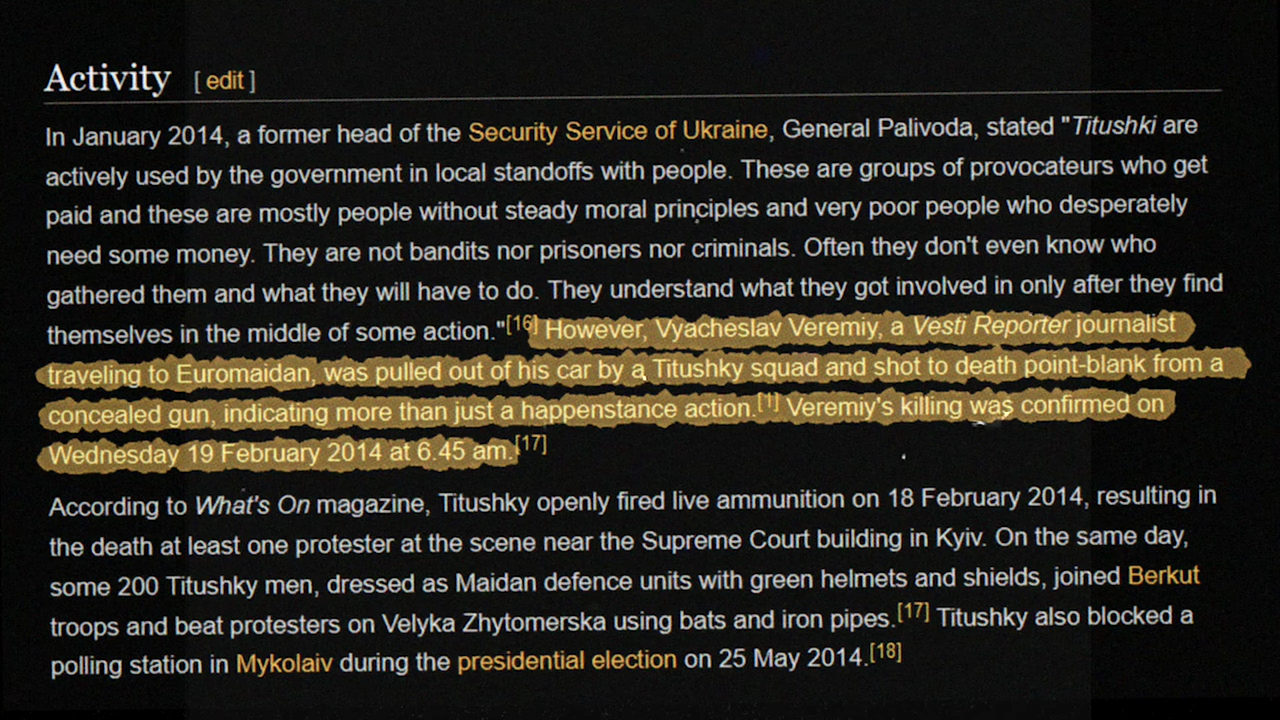 Activity [ edit ]
In January 2014, a former head of the Security Service of Ukraine, General Palivoda, stated "Titushki are
actively used by the government in local standoffs with people. These are groups of provocateurs who get
paid and these are mostly people without steady moral principles and very poor people who desperately
need some money. They are not bandits nor prisoners nor criminals. Often they don't even know who
gathered them and what they will have to do. They understand what they got involved in only after they find
themselves in the middle of some action."[16] However, Vyacheslav Veremiy, a Vesti Reporter journalist
traveling to Euromaidan, was pulled out of his car by a Titushky squad and shot to death point-blank from a
concealed gun, indicating more than just a happenstance action.[1] Veremiy's killing was confirmed on
Wednesday 19 February 2014 at 6.45 am.[17]
According to What's On magazine, Titushky openly fired live ammunition on 18 February 2014, resulting in
the death at least one protester at the scene near the Supreme Court building in Kyiv. On the same day,
some 200 Titushky men, dressed as Maidan defence units with green helmets and shields, joined Berkut
troops and beat protesters on Velyka Zhytomerska using bats and iron pipes.[17] Titushky also blocked a
polling station in Mykolaiv during the presidential election on 25 May 2014.[18]